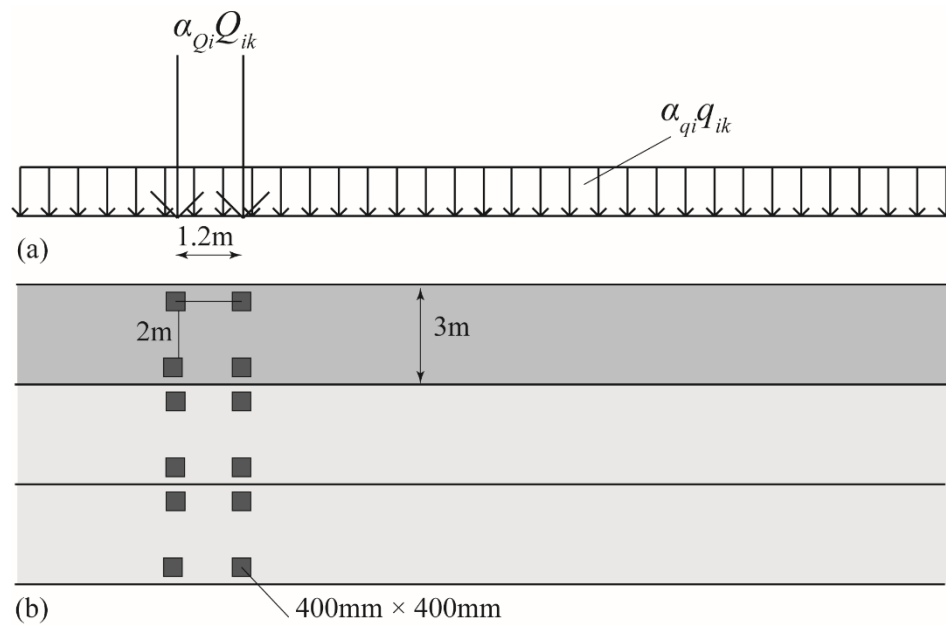 α_{Qi}Q_{ik}
α_{qi}q_{ik}
(a)
1.2m
2m
3m
(b)
400mm × 400mm